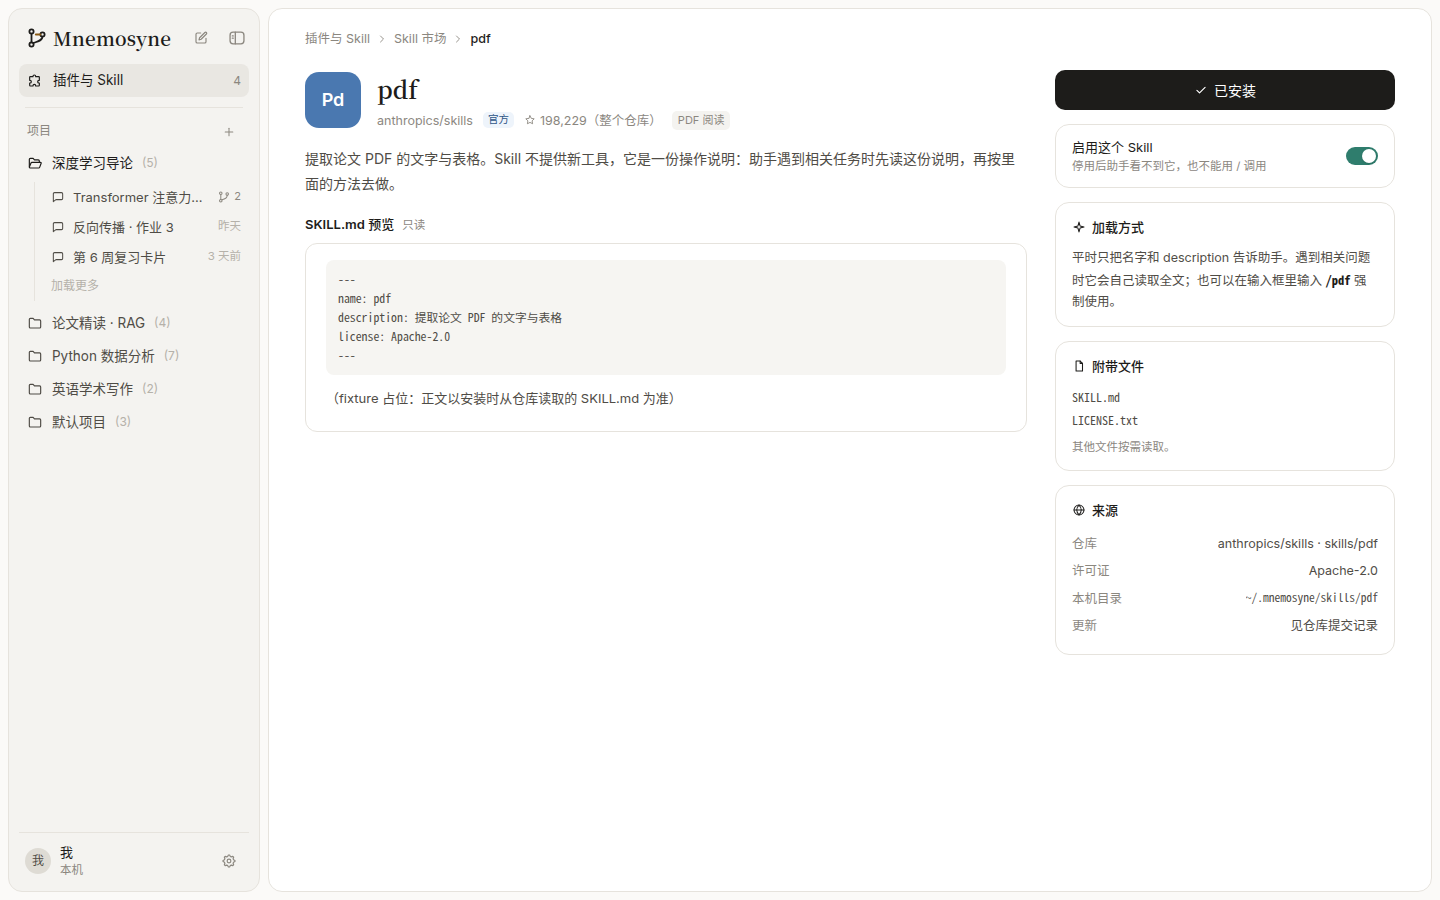 Mnemosyne
插件与 Skill 4
项目
深度学习导论 (5)
Transformer 注意力... 2
反向传播 · 作业 3 昨天
第 6 周复习卡片 3 天前
加载更多
论文精读 · RAG (4)
Python 数据分析 (7)
英语学术写作 (2)
默认项目 (3)
我
我
本机
插件与 Skill > Skill 市场 > pdf
Pd
pdf
anthropics/skills 官方 198,229（整个仓库） PDF 阅读
提取论文 PDF 的文字与表格。Skill 不提供新工具，它是一份操作说明：助手遇到相关任务时先读这份说明，再按里
面的方法去做。
SKILL.md 预览 只读
---
name: pdf
description: 提取论文 PDF 的文字与表格
license: Apache-2.0
---
（fixture 占位：正文以安装时从仓库读取的 SKILL.md 为准）
已安装
启用这个 Skill
停用后助手看不到它，也不能用 / 调用
加载方式
平时只把名字和 description 告诉助手。遇到相关问题
时它会自己读取全文；也可以在输入框里输入 /pdf 强
制使用。
附带文件
SKILL.md
LICENSE.txt
其他文件按需读取。
来源
仓库 anthropics/skills · skills/pdf
许可证 Apache-2.0
本机目录 ~/.mnemosyne/skills/pdf
更新 见仓库提交记录